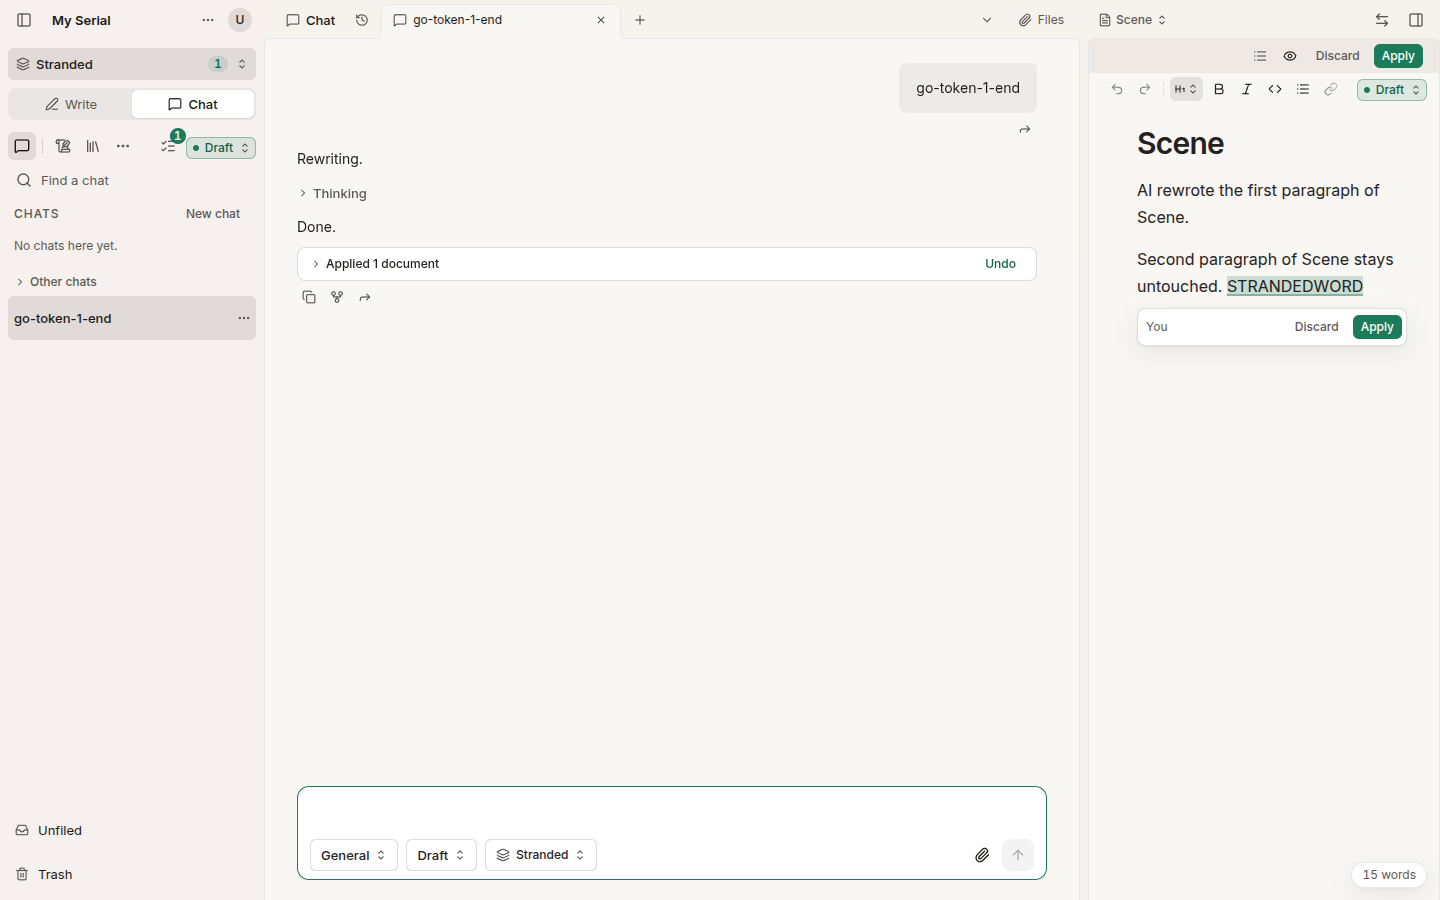 My Serial
U
Stranded
1
Write
Chat
1
Draft
Find a chat
CHATS
New chat
No chats here yet.
Other chats
go-token-1-end
Unfiled
Trash
Chat
go-token-1-end
Files
go-token-1-end
Rewriting.
Thinking
Done.
Applied 1 document
Undo
General
Draft
Stranded
Scene
Discard
Apply
H1
B
I
Draft
Scene
AI rewrote the first paragraph of
Scene.
Second paragraph of Scene stays
untouched. STRANDEDWORD
You
Discard
Apply
15 words